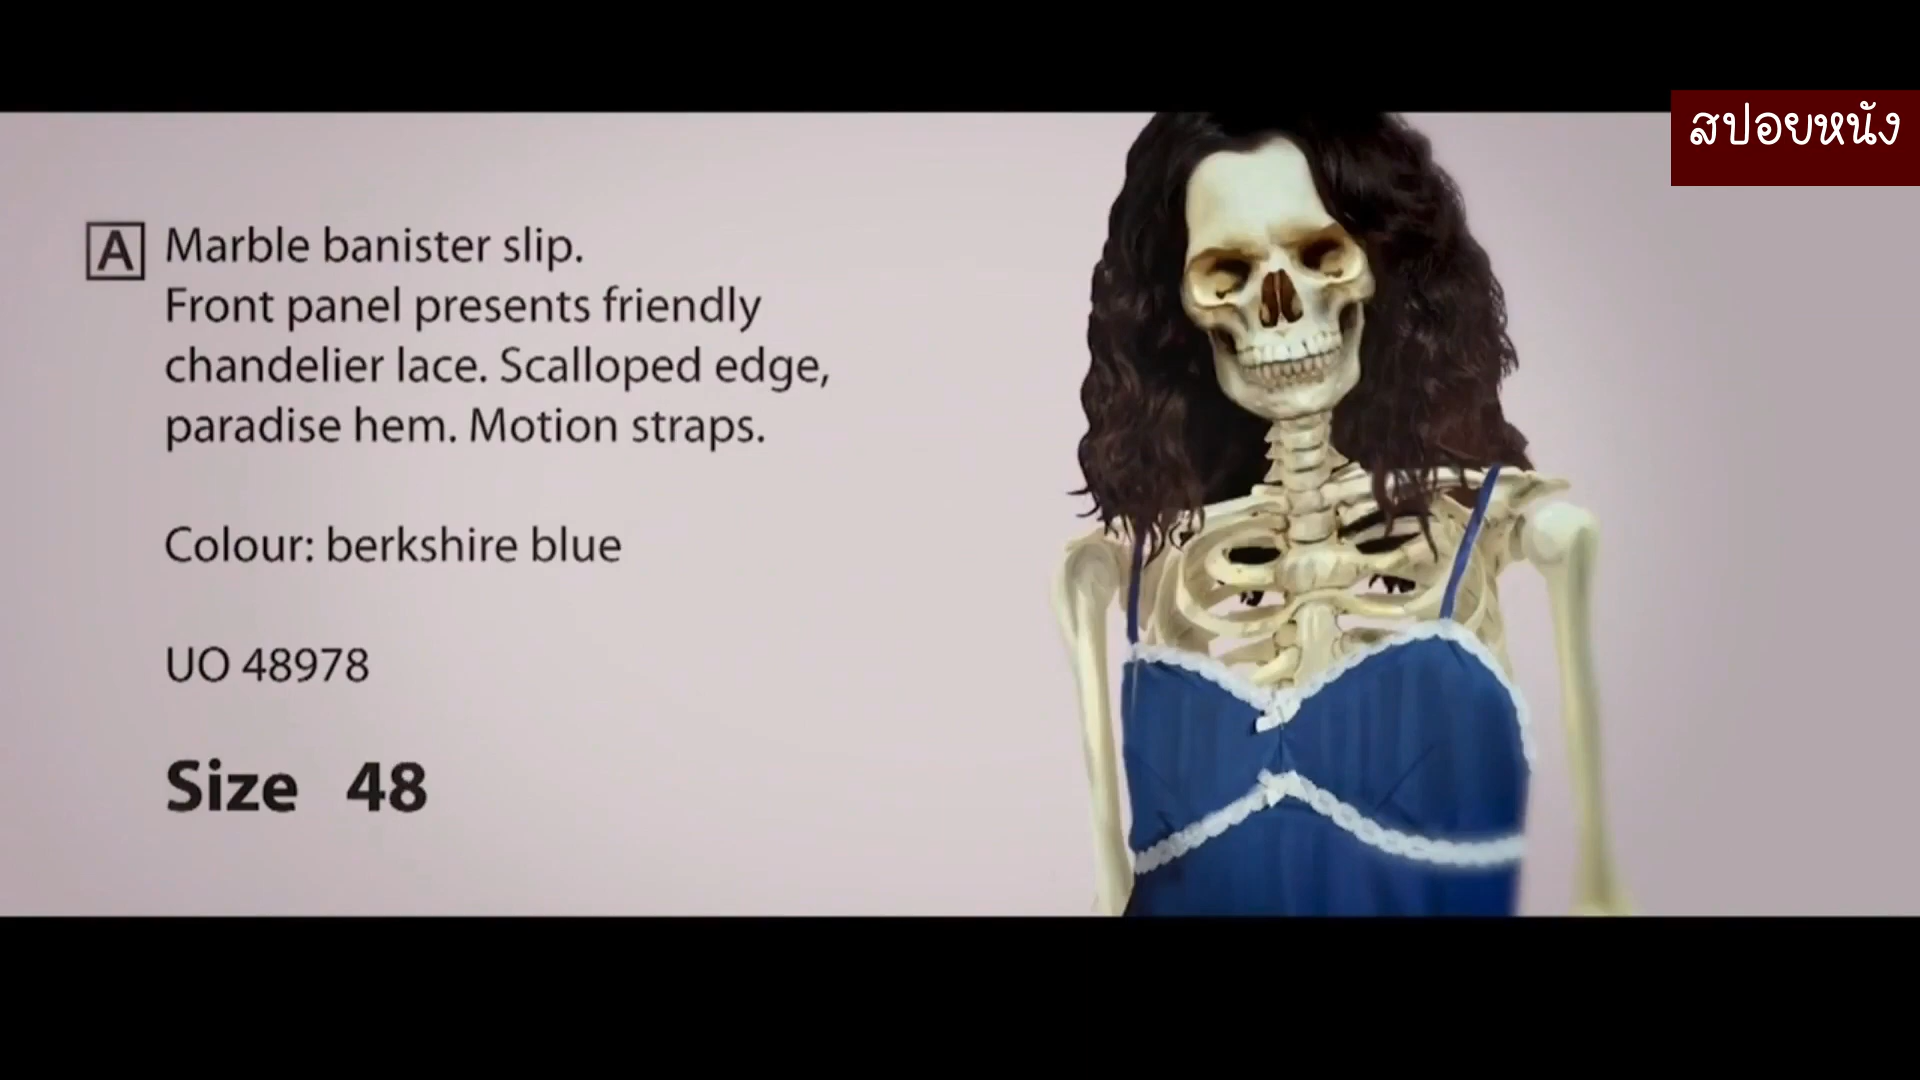 สปอยหนัง
A Marble banister slip.
Front panel presents friendly
chandelier lace. Scalloped edge,
paradise hem. Motion straps.
Colour: berkshire blue
UO 48978
Size 48